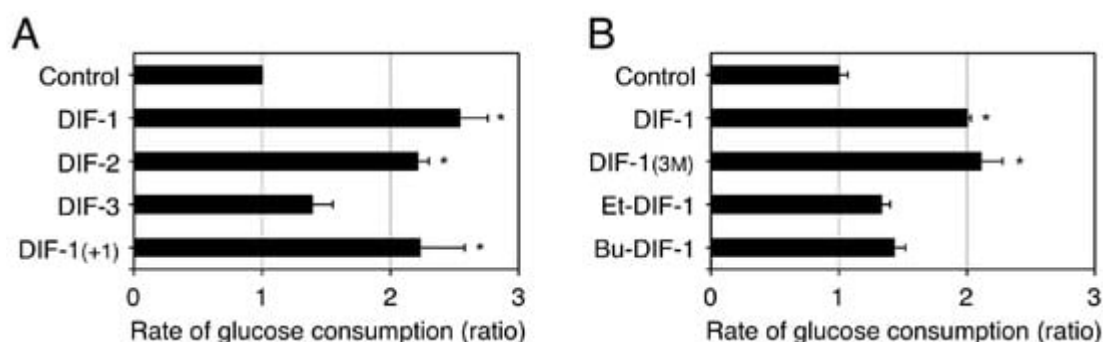 A
Control
DIF-1 *
DIF-2 *
DIF-3
DIF-1(+1) *
0 1 2 3
Rate of glucose consumption (ratio)
B
Control
DIF-1 *
DIF-1(3M) *
Et-DIF-1
Bu-DIF-1
0 1 2 3
Rate of glucose consumption (ratio)